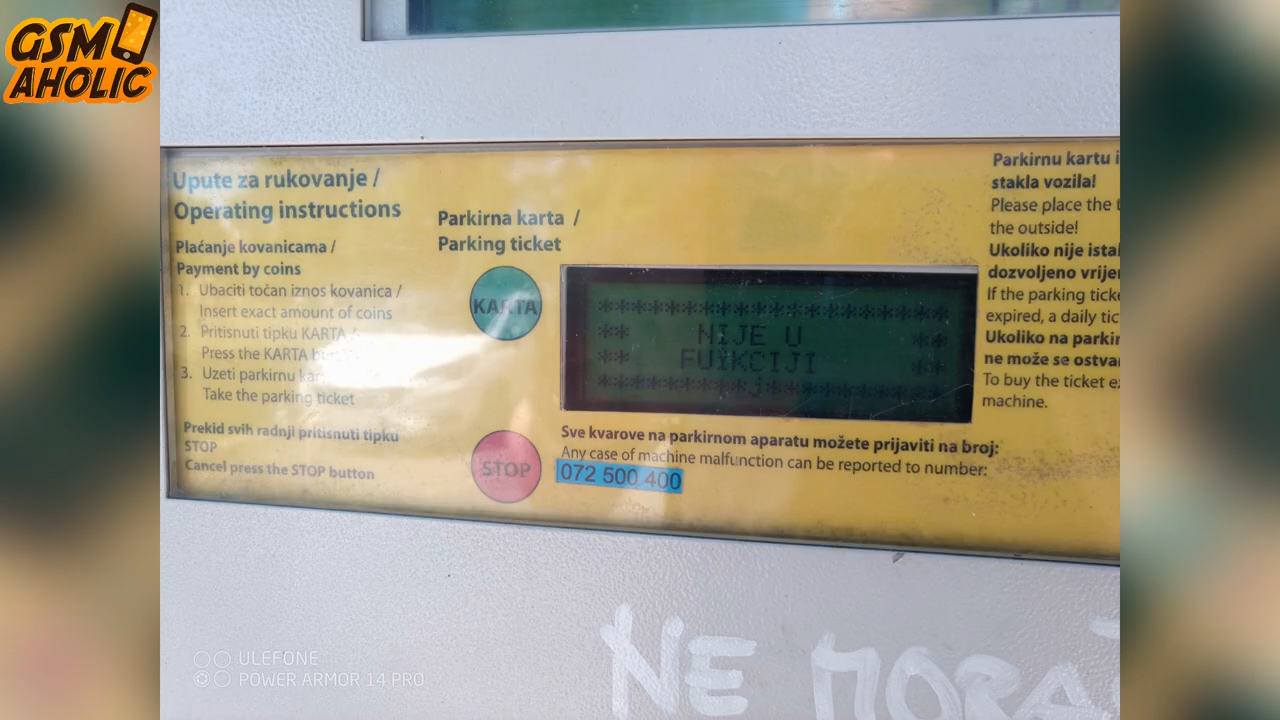 GSM
AHOLIC
Upute za rukovanje /
Operating instructions
Plaćanje kovanicama /
Payment by coins
1. Ubaciti točan iznos kovanica /
Insert exact amount of coins
2. Pritisnuti tipku KARTA /
Press the KARTA
3. Uzeti parkirnu
Take the parking ticket
Prekid svih radnji pritisnuti tipku
STOP
Cancel press the STOP button
Parkirna karta /
Parking ticket
KARTA
STOP
********************
** NIJE U **
** FUYKCIJI **
*********j**********
Sve kvarove na parkirnom aparatu možete prijaviti na broj:
Any case of machine malfunction can be reported to number:
072 500 400
Parkirnu kartu
stakla vozila!
Please place the
the outside!
Ukoliko nije
dozvoljeno
If the parking
expired, a daily
Ukoliko na
ne može se
To buy the ticket
machine.
NE MORA
ULEFONE
POWER ARMOR 14 PRO